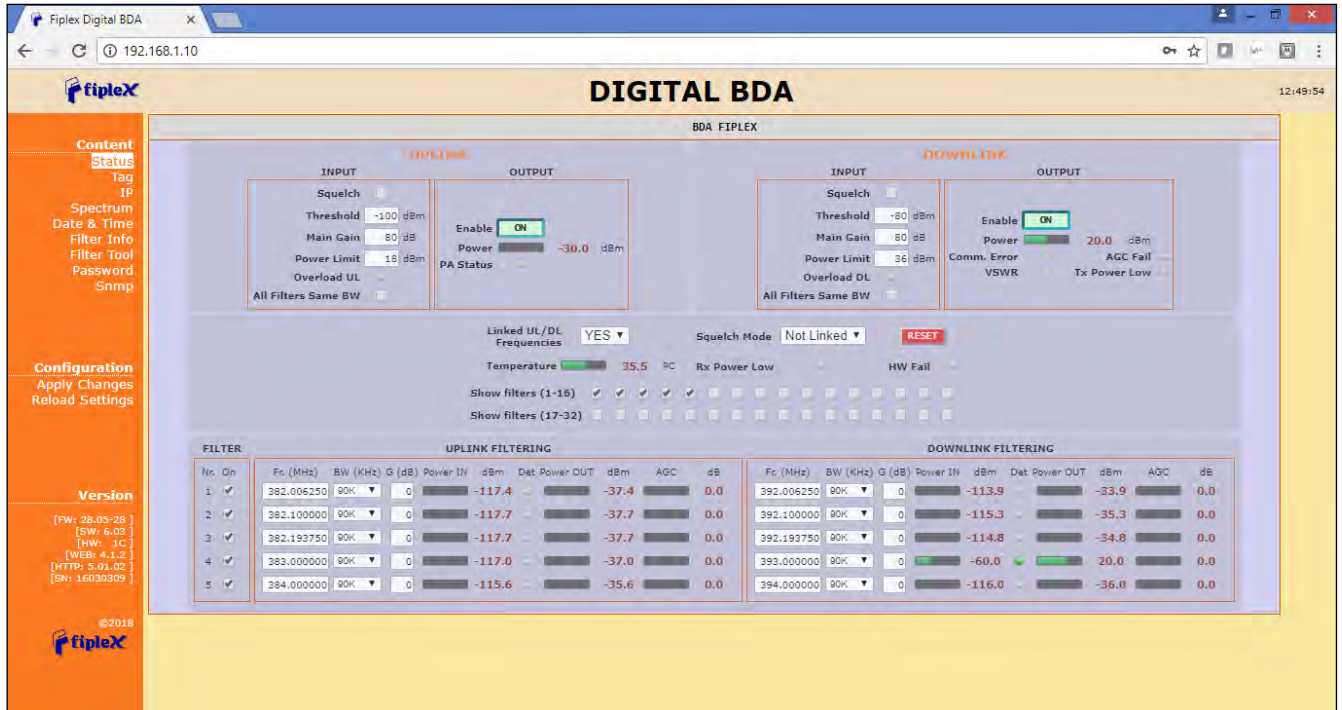 Fiplex Digital BDA
192.168.1.10
fipleX
DIGITAL BDA
12:49:54
Content
Status
Tag
IP
Spectrum
Date & Time
Filter Info
Filter Tool
Password
Snmp
Configuration
Apply Changes
Reload Settings
Version
[FW: 28.05-28 ]
[SW: 6.03 ]
[HW: 1C ]
[WEB: 4.1.2 ]
[HTTP: 5.01.02 ]
[SN: 16030309 ]
©2018
fipleX
BDA FIPLEX
UPLINK
INPUT OUTPUT
Squelch
Threshold -100 dBm
Main Gain 80 dB
Power Limit 18 dBm
Overload UL
All Filters Same BW
Enable ON
Power -30.0 dBm
PA Status
DOWNLINK
INPUT OUTPUT
Squelch
Threshold -80 dBm
Main Gain 80 dB
Power Limit 36 dBm
Overload DL
All Filters Same BW
Enable ON
Power 20.0 dBm
Comm. Error AGC Fail
VSWR Tx Power Low
Linked UL/DL
Frequencies YES Squelch Mode Not Linked RESET
Temperature 35.5 ºC Rx Power Low HW Fail
Show filters (1-16)
Show filters (17-32)
FILTER UPLINK FILTERING DOWNLINK FILTERING
Nr. On Fr. (MHz) BW (KHz) G (dB) Power IN dBm Det Power OUT dBm AGC dB Fr. (MHz) BW (KHz) G (dB) Power IN dBm Det Power OUT dBm AGC dB
1 382.006250 90K 0 -117.4 -37.4 0.0 392.006250 90K 0 -113.9 -33.9 0.0
2 382.100000 90K 0 -117.7 -37.7 0.0 392.100000 90K 0 -115.3 -35.3 0.0
3 382.193750 90K 0 -117.7 -37.7 0.0 392.193750 90K 0 -114.8 -34.8 0.0
4 383.000000 90K 0 -117.0 -37.0 0.0 393.000000 90K 0 -60.0 20.0 0.0
5 384.000000 90K 0 -115.6 -35.6 0.0 394.000000 90K 0 -116.0 -36.0 0.0